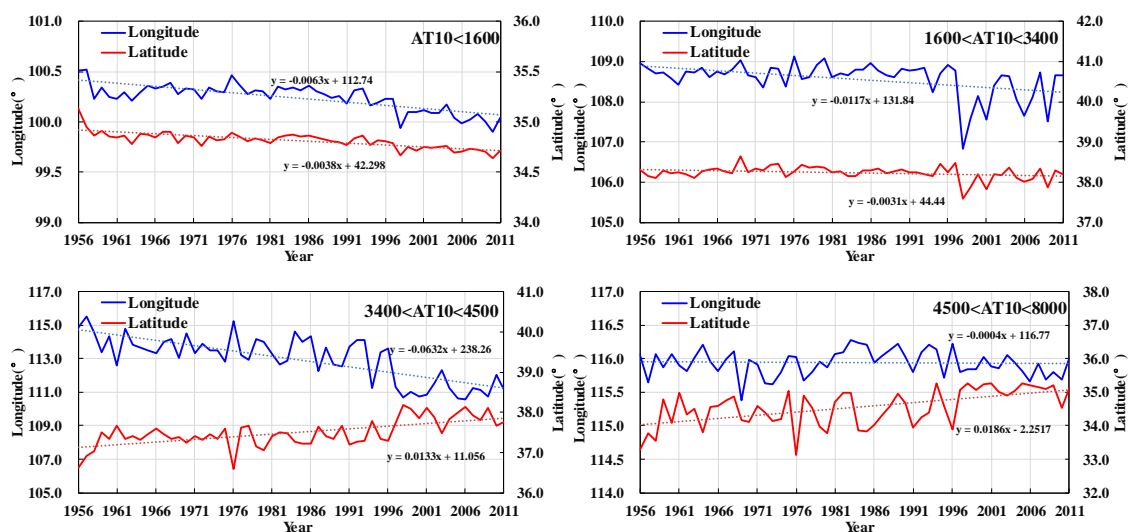 101.0
100.5
100.0
99.5
99.0
Longitude(°)
Longitude
Latitude
AT10<1600
y = -0.0063x + 112.74
y = -0.0038x + 42.298
36.0
35.5
35.0
34.5
34.0
Latitude(°)
1956 1961 1966 1971 1976 1981 1986 1991 1996 2001 2006 2011
Year
110.0
109.0
108.0
107.0
106.0
105.0
Longitude(°)
Longitude
Latitude
1600<AT10<3400
y = -0.0117x + 131.84
y = -0.0031x + 44.44
42.0
41.0
40.0
39.0
38.0
37.0
Latitude(°)
1956 1961 1966 1971 1976 1981 1986 1991 1996 2001 2006 2011
Year
117.0
115.0
113.0
111.0
109.0
107.0
105.0
Longitude(°)
Longitude
Latitude
3400<AT10<4500
y = -0.0632x + 238.26
y = 0.0133x + 11.056
41.0
40.0
39.0
38.0
37.0
36.0
Latitude(°)
1956 1961 1966 1971 1976 1981 1986 1991 1996 2001 2006 2011
Year
117.0
116.5
116.0
115.5
115.0
114.5
114.0
Longitude(°)
Longitude
Latitude
4500<AT10<8000
y = -0.0004x + 116.77
y = 0.0186x - 2.2517
38.0
37.0
36.0
35.0
34.0
33.0
32.0
Latitude(°)
1956 1961 1966 1971 1976 1981 1986 1991 1996 2001 2006 2011
Year